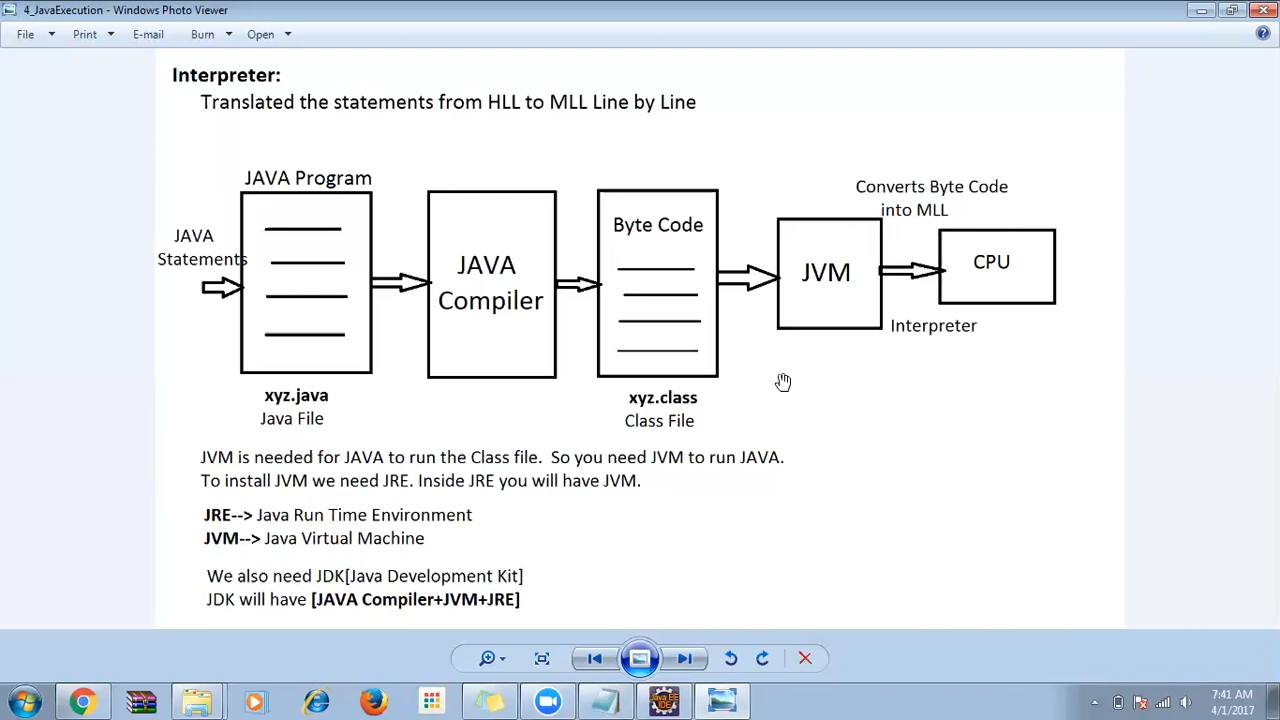 4_JavaExecution - Windows Photo Viewer
File Print E-mail Burn Open
Interpreter:
Translated the statements from HLL to MLL Line by Line
JAVA Program
JAVA
Statements
JAVA
Compiler
Byte Code
JVM
Converts Byte Code
into MLL
CPU
Interpreter
xyz.java
Java File
xyz.class
Class File
JVM is needed for JAVA to run the Class file. So you need JVM to run JAVA.
To install JVM we need JRE. Inside JRE you will have JVM.
JRE--> Java Run Time Environment
JVM--> Java Virtual Machine
We also need JDK[Java Development Kit]
JDK will have [JAVA Compiler+JVM+JRE]
Java EE
IDE
7:41 AM
4/1/2017